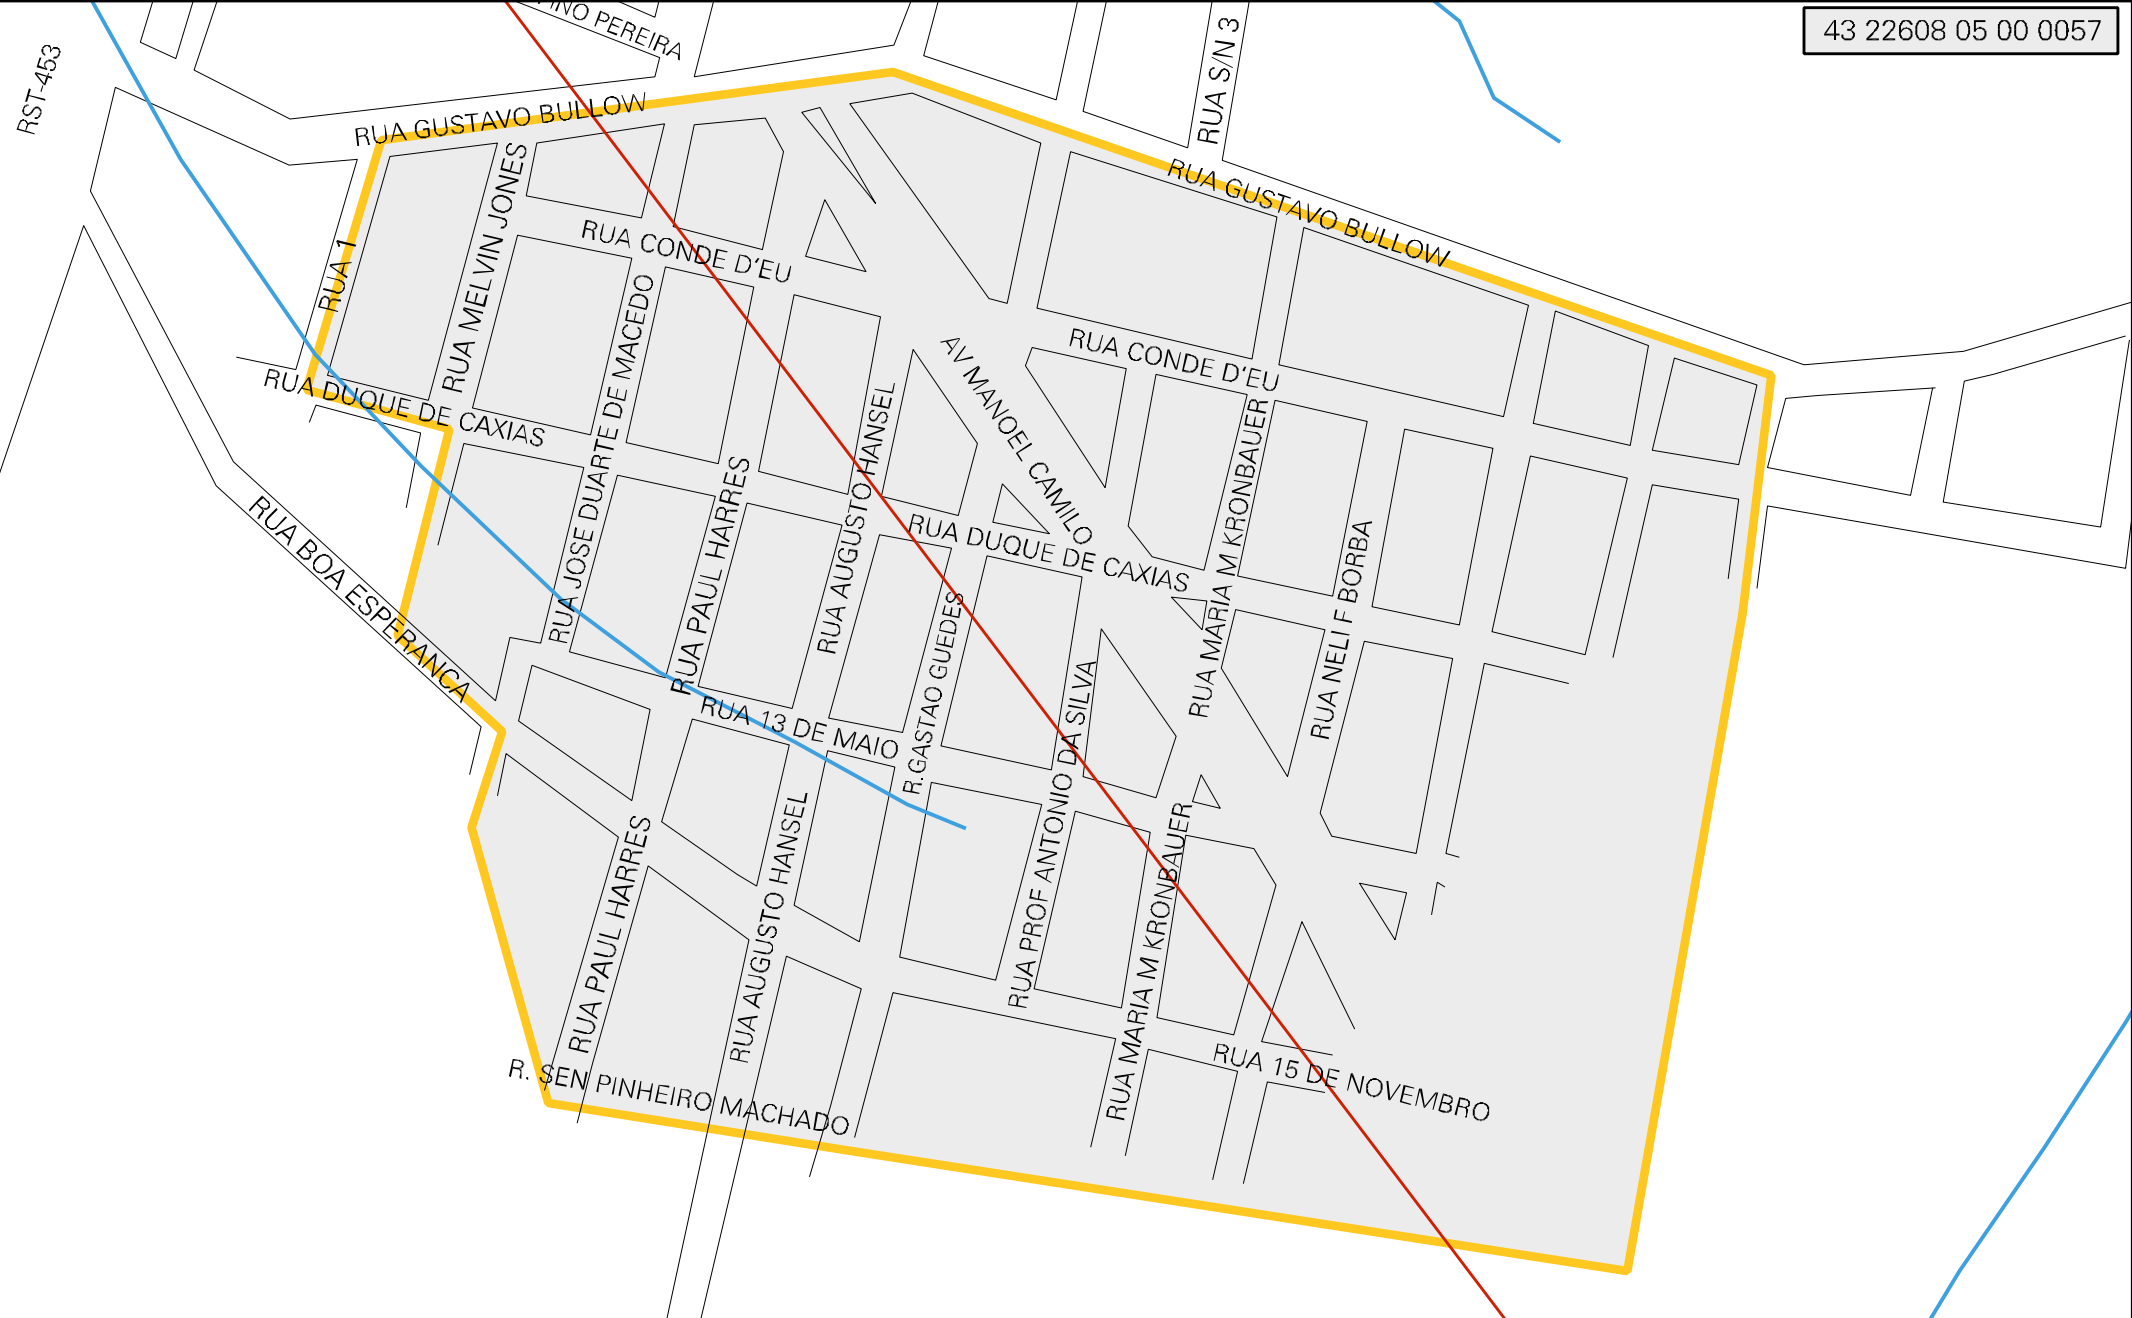 43 22608 05 00 0057
PEREIRA
RST-453
RUA S/N 3
RUA GUSTAVO BULLOW
RUA GUSTAVO BULLOW
RUA 1
RUA MELVIN JONES
RUA CONDE D'EU
RUA CONDE D'EU
RUA JOSE DUARTE DE MACEDO
AV MANOEL CAMILO
RUA DUQUE DE CAXIAS
RUA DUQUE DE CAXIAS
RUA AUGUSTO HANSEL
RUA PAUL HARRES
RUA MARIA M KRONBAUER
RUA NELI F BORBA
RUA BOA ESPERANCA
R.GASTAO GUEDES
RUA 13 DE MAIO
RUA PROF ANTONIO DA SILVA
RUA PAUL HARRES
RUA AUGUSTO HANSEL
RUA MARIA M KRONBAUER
R. SEN PINHEIRO MACHADO
RUA 15 DE NOVEMBRO